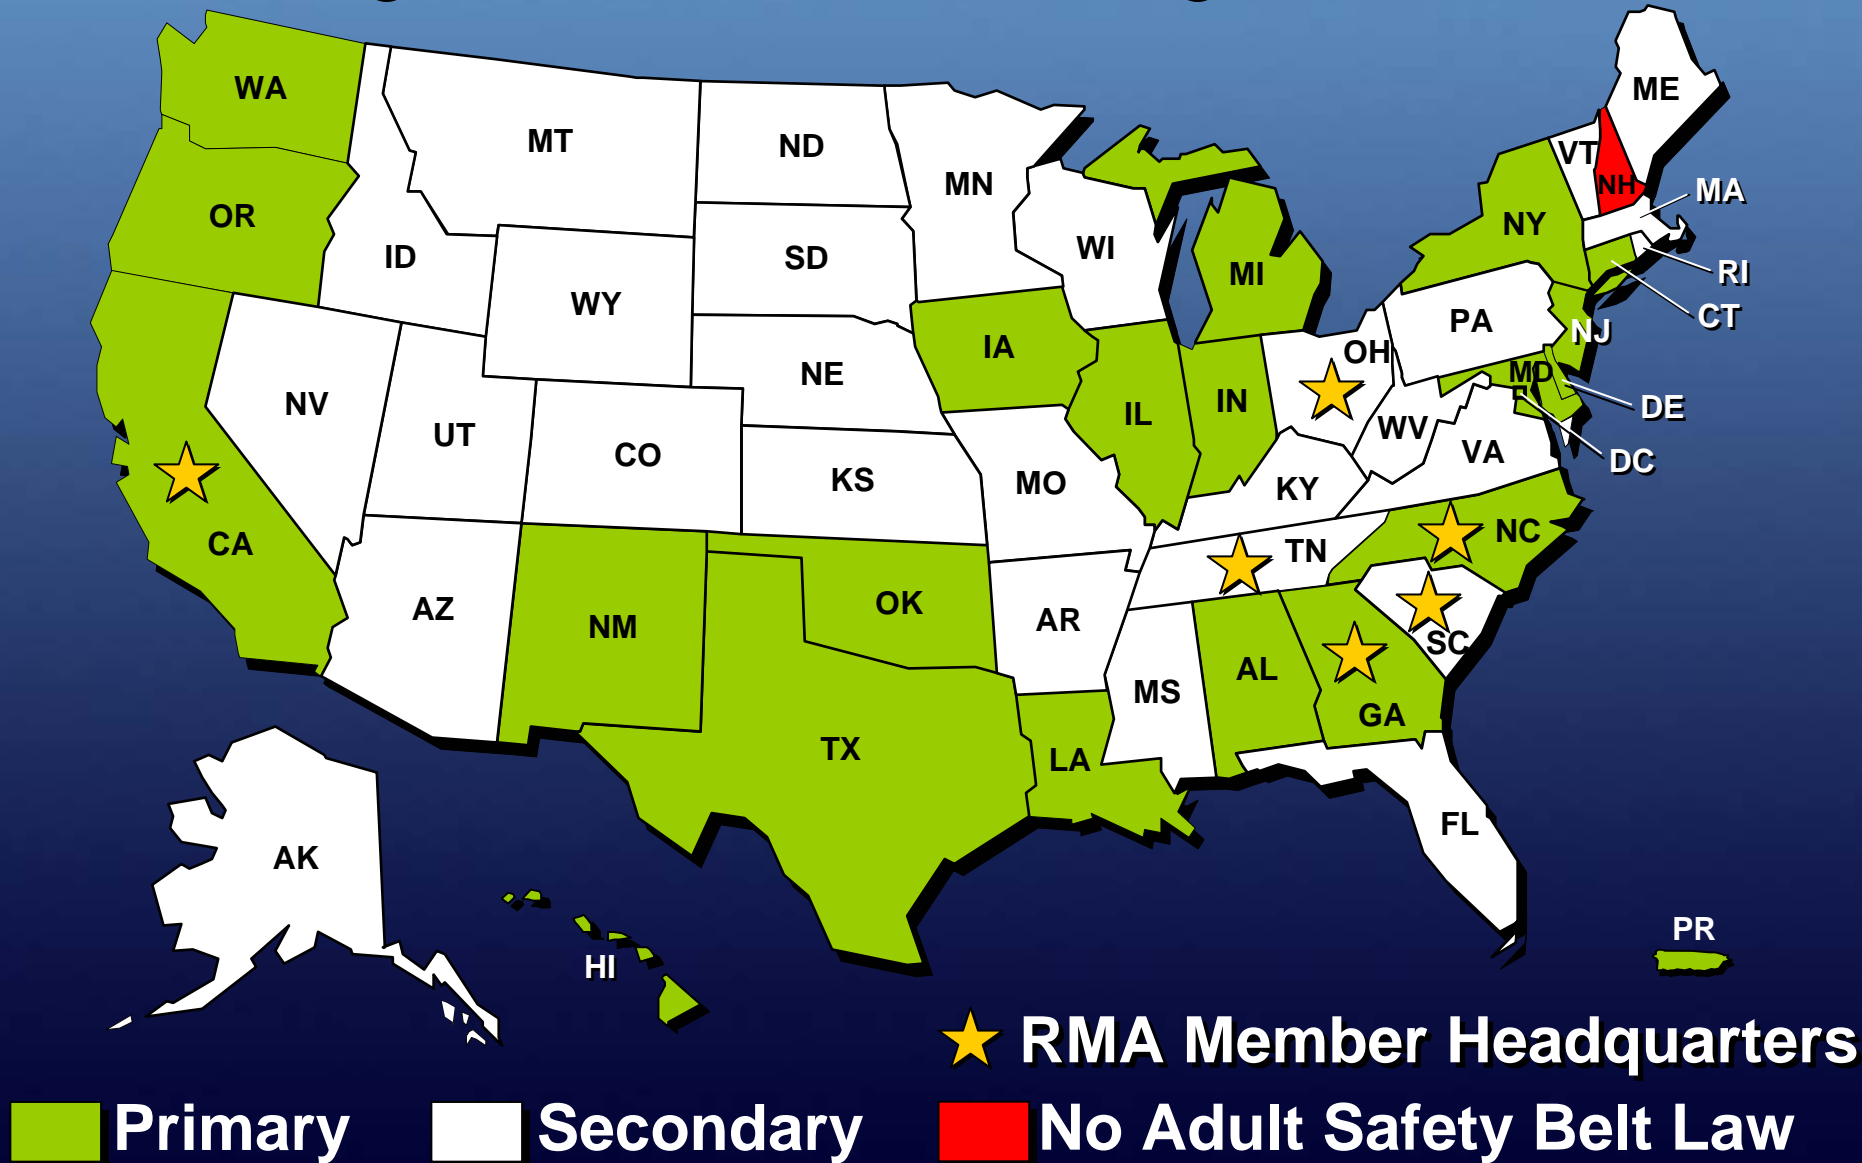 WA
MT
ND
MN
ME
VT
NH
MA
OR
ID
SD
WI
MI
NY
RI
WY
CT
IA
PA
NJ
NV
NE
IL
IN
OH
MD
DE
UT
CO
KS
MO
WV
VA
DC
KY
CA
AZ
NM
OK
AR
TN
NC
SC
MS
AL
GA
TX
LA
FL
AK
HI
PR
RMA Member Headquarters
Primary
Secondary
No Adult Safety Belt Law